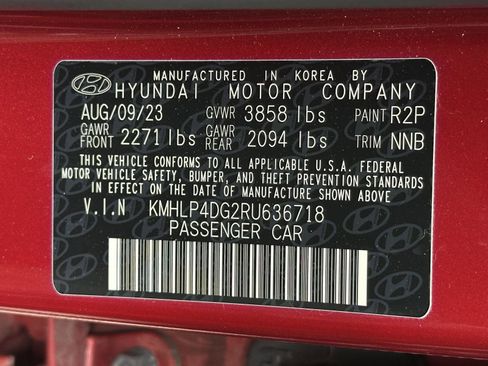 MANUFACTURED IN KOREA BY
HYUNDAI MOTOR COMPANY
AUG/09/23 GVWR 3858 lbs PAINT R2P
GAWR FRONT 2271 lbs GAWR REAR 2094 lbs TRIM NNB
THIS VEHICLE CONFORMS TO ALL APPLICABLE U.S.A. FEDERAL
MOTOR VEHICLE SAFETY, BUMPER, AND THEFT PREVENTION STANDARDS
IN EFFECT ON THE DATE OF MANUFACTURE SHOWN ABOVE.
V.I.N KMHLP4DG2RU636718
PASSENGER CAR